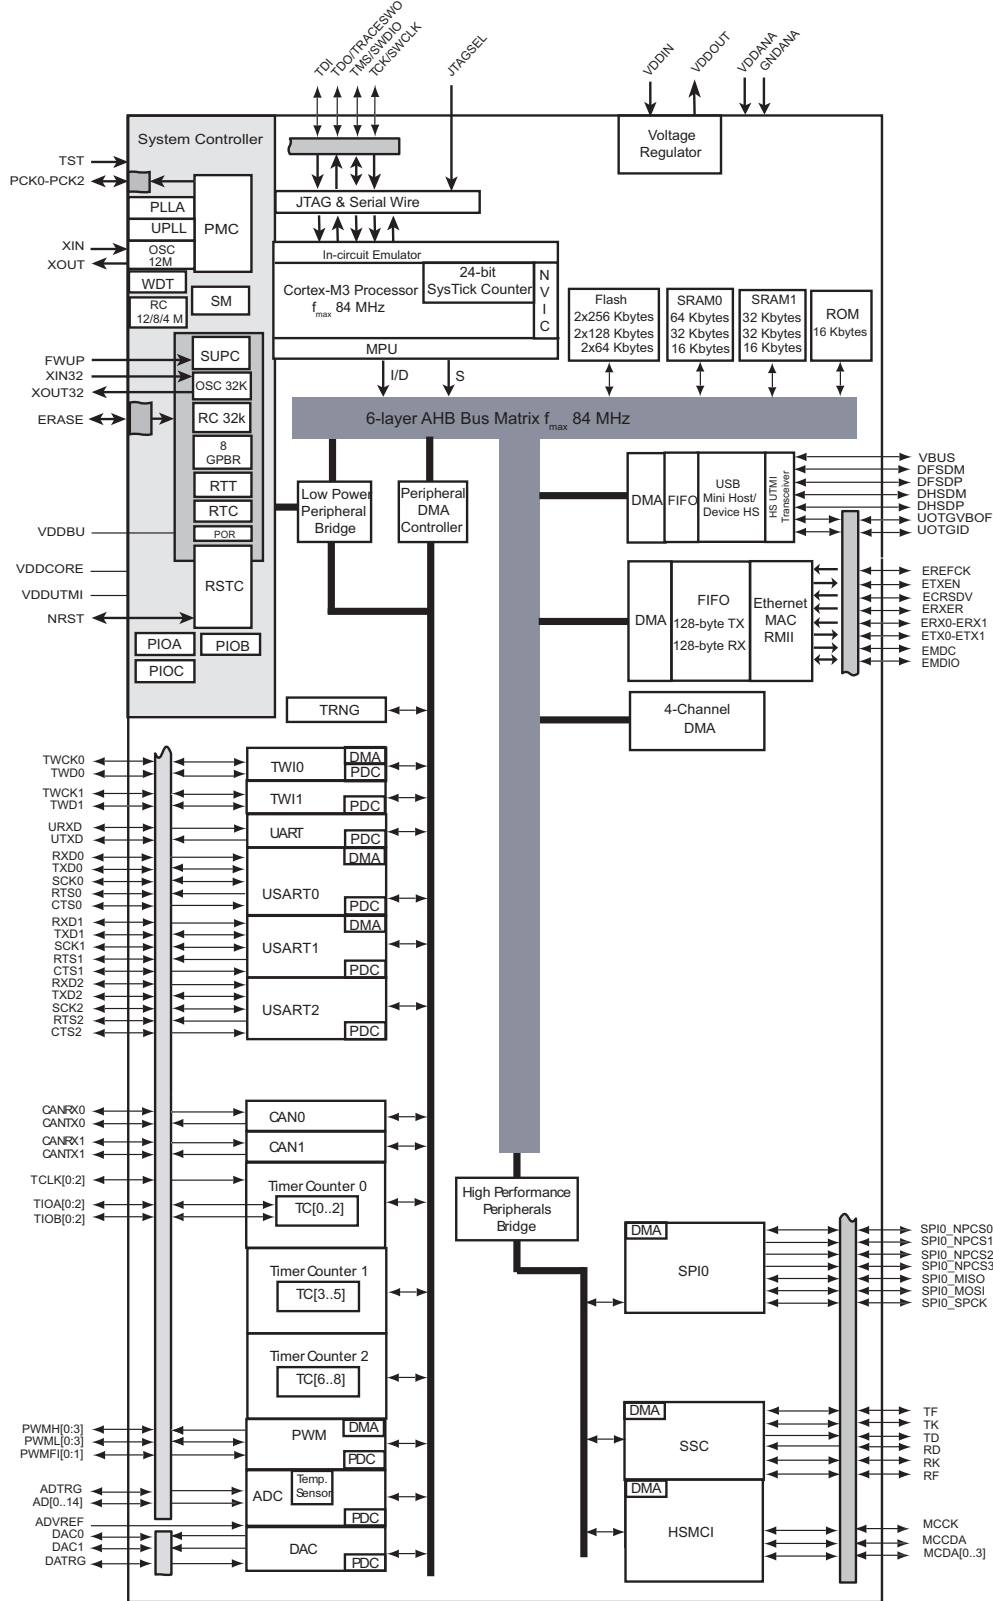 TDI
TDO/TRACESWO
TMS/SWDIO
TCK/SWCLK
JTAGSEL
VDDIN
VDDOUT
VDDANA
GNDANA
System Controller
Voltage
Regulator
TST
PCK0-PCK2
PLLA
UPLL
PMC
JTAG & Serial Wire
XIN
XOUT
OSC
12M
WDT
RC
12/8/4 M
SM
In-circuit Emulator
Cortex-M3 Processor
fmax 84 MHz
24-bit
SysTick Counter
N
V
I
C
MPU
Flash
2x256 Kbytes
2x128 Kbytes
2x64 Kbytes
SRAM0
64 Kbytes
32 Kbytes
16 Kbytes
SRAM1
32 Kbytes
32 Kbytes
16 Kbytes
ROM
16 Kbytes
FWUP
XIN32
XOUT32
ERASE
SUPC
OSC 32K
RC 32k
8
GPBR
RTT
RTC
POR
RSTC
I/D
S
6-layer AHB Bus Matrix fmax 84 MHz
VDDBU
VDDCORE
VDDUTMI
NRST
PIOA
PIOB
PIOC
Low Power
Peripheral
Bridge
Peripheral
DMA
Controller
DMA
FIFO
USB
Mini Host/
Device HS
HS UTMI
Transceiver
VBUS
DFSDM
DFSDP
DHSDM
DHSDP
UOTGVBOF
UOTGID
DMA
FIFO
128-byte TX
128-byte RX
Ethernet
MAC
RMII
EREFCK
ETXEN
ECRSDV
ERXER
ERX0-ERX1
ETX0-ETX1
EMDC
EMDIO
TRNG
4-Channel
DMA
TWCK0
TWD0
TWI0
DMA
PDC
TWCK1
TWD1
TWI1
PDC
URXD
UTXD
UART
PDC
RXD0
TXD0
SCK0
RTS0
CTS0
USART0
DMA
PDC
RXD1
TXD1
SCK1
RTS1
CTS1
USART1
DMA
PDC
RXD2
TXD2
SCK2
RTS2
CTS2
USART2
PDC
CANRX0
CANTX0
CAN0
CANRX1
CANTX1
CAN1
TCLK[0:2]
TIOA[0:2]
TIOB[0:2]
Timer Counter 0
TC[0..2]
Timer Counter 1
TC[3..5]
Timer Counter 2
TC[6..8]
High Performance
Peripherals
Bridge
DMA
SPI0
SPI0_NPCS0
SPI0_NPCS1
SPI0_NPCS2
SPI0_NPCS3
SPI0_MISO
SPI0_MOSI
SPI0_SPCK
PWMH[0:3]
PWML[0:3]
PWMFI[0:1]
PWM
DMA
PDC
DMA
SSC
TF
TK
TD
RD
RK
RF
ADTRG
AD[0..14]
ADC
Temp.
Sensor
PDC
ADVREF
DAC0
DAC1
DATRG
DAC
PDC
DMA
HSMCI
MCCK
MCCDA
MCDA[0..3]